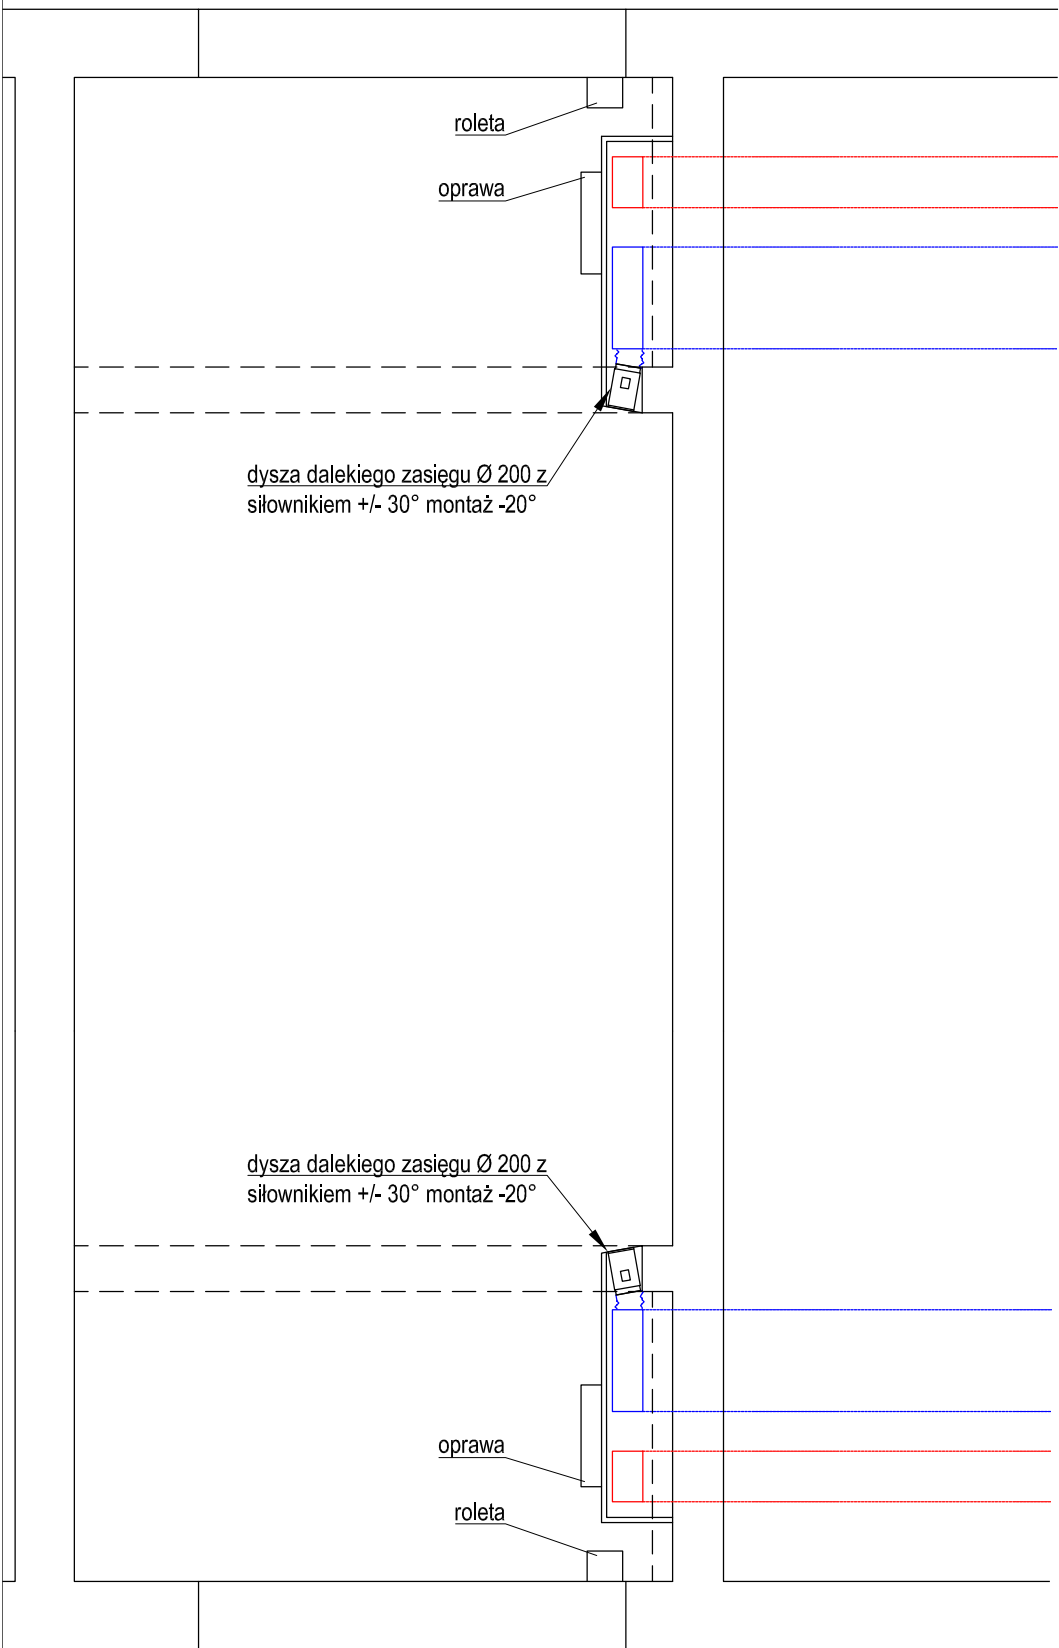 roleta
oprawa
dysza dalekiego zasięgu Ø 200 z
siłownikiem +/- 30° montaż -20°
dysza dalekiego zasięgu Ø 200 z
siłownikiem +/- 30° montaż -20°
oprawa
roleta